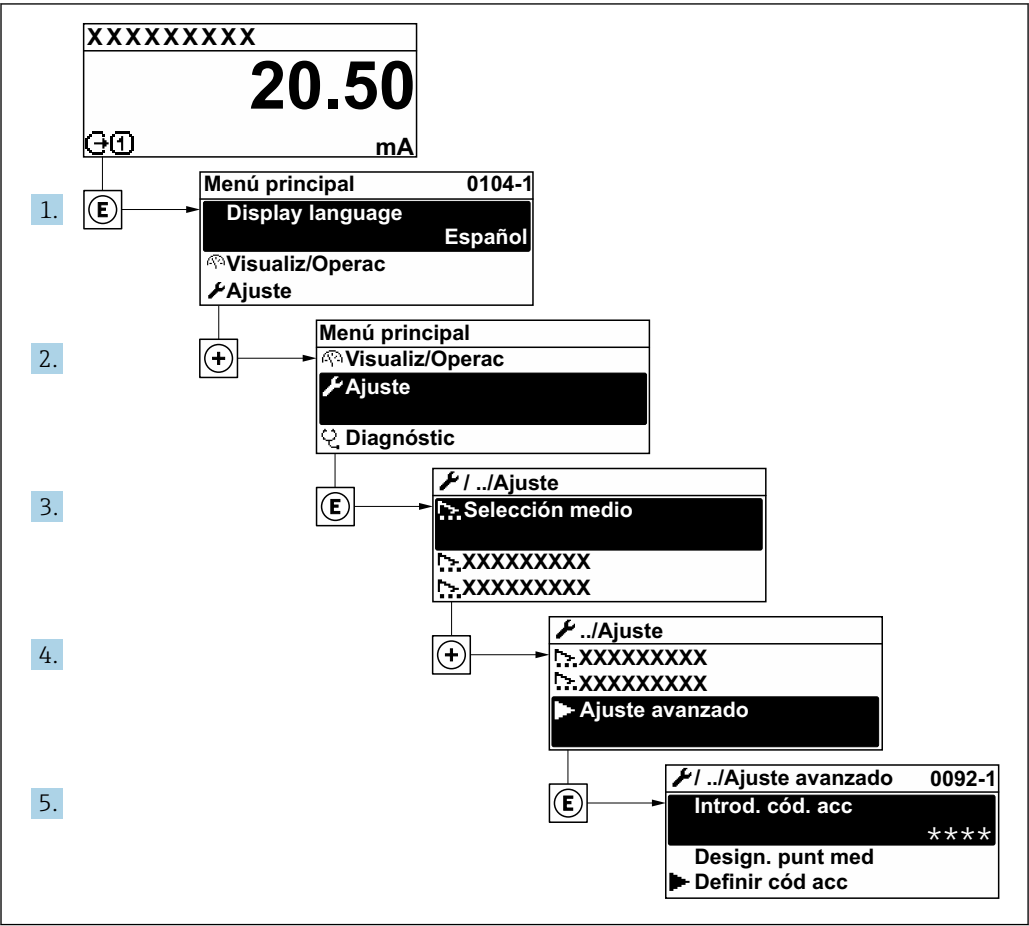 XXXXXXXXX
20.50
mA
1
1.
E
Menú principal 0104-1
Display language
Español
Visualiz/Operac
Ajuste
2.
+
Menú principal
Visualiz/Operac
Ajuste
Diagnóstic
3.
E
/ ../Ajuste
Selección medio
XXXXXXXXX
XXXXXXXXX
4.
+
../Ajuste
XXXXXXXXX
XXXXXXXXX
Ajuste avanzado
5.
E
/ ../Ajuste avanzado 0092-1
Introd. cód. acc
****
Design. punt med
Definir cód acc